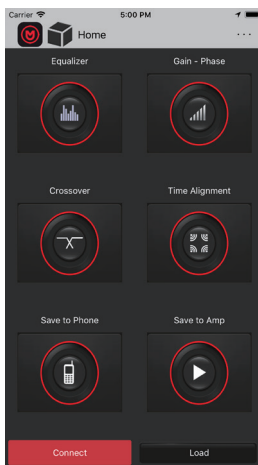 Carrier 5:00 PM
Home ...
Equalizer Gain - Phase
Crossover Time Alignment
Save to Phone Save to Amp
Connect Load